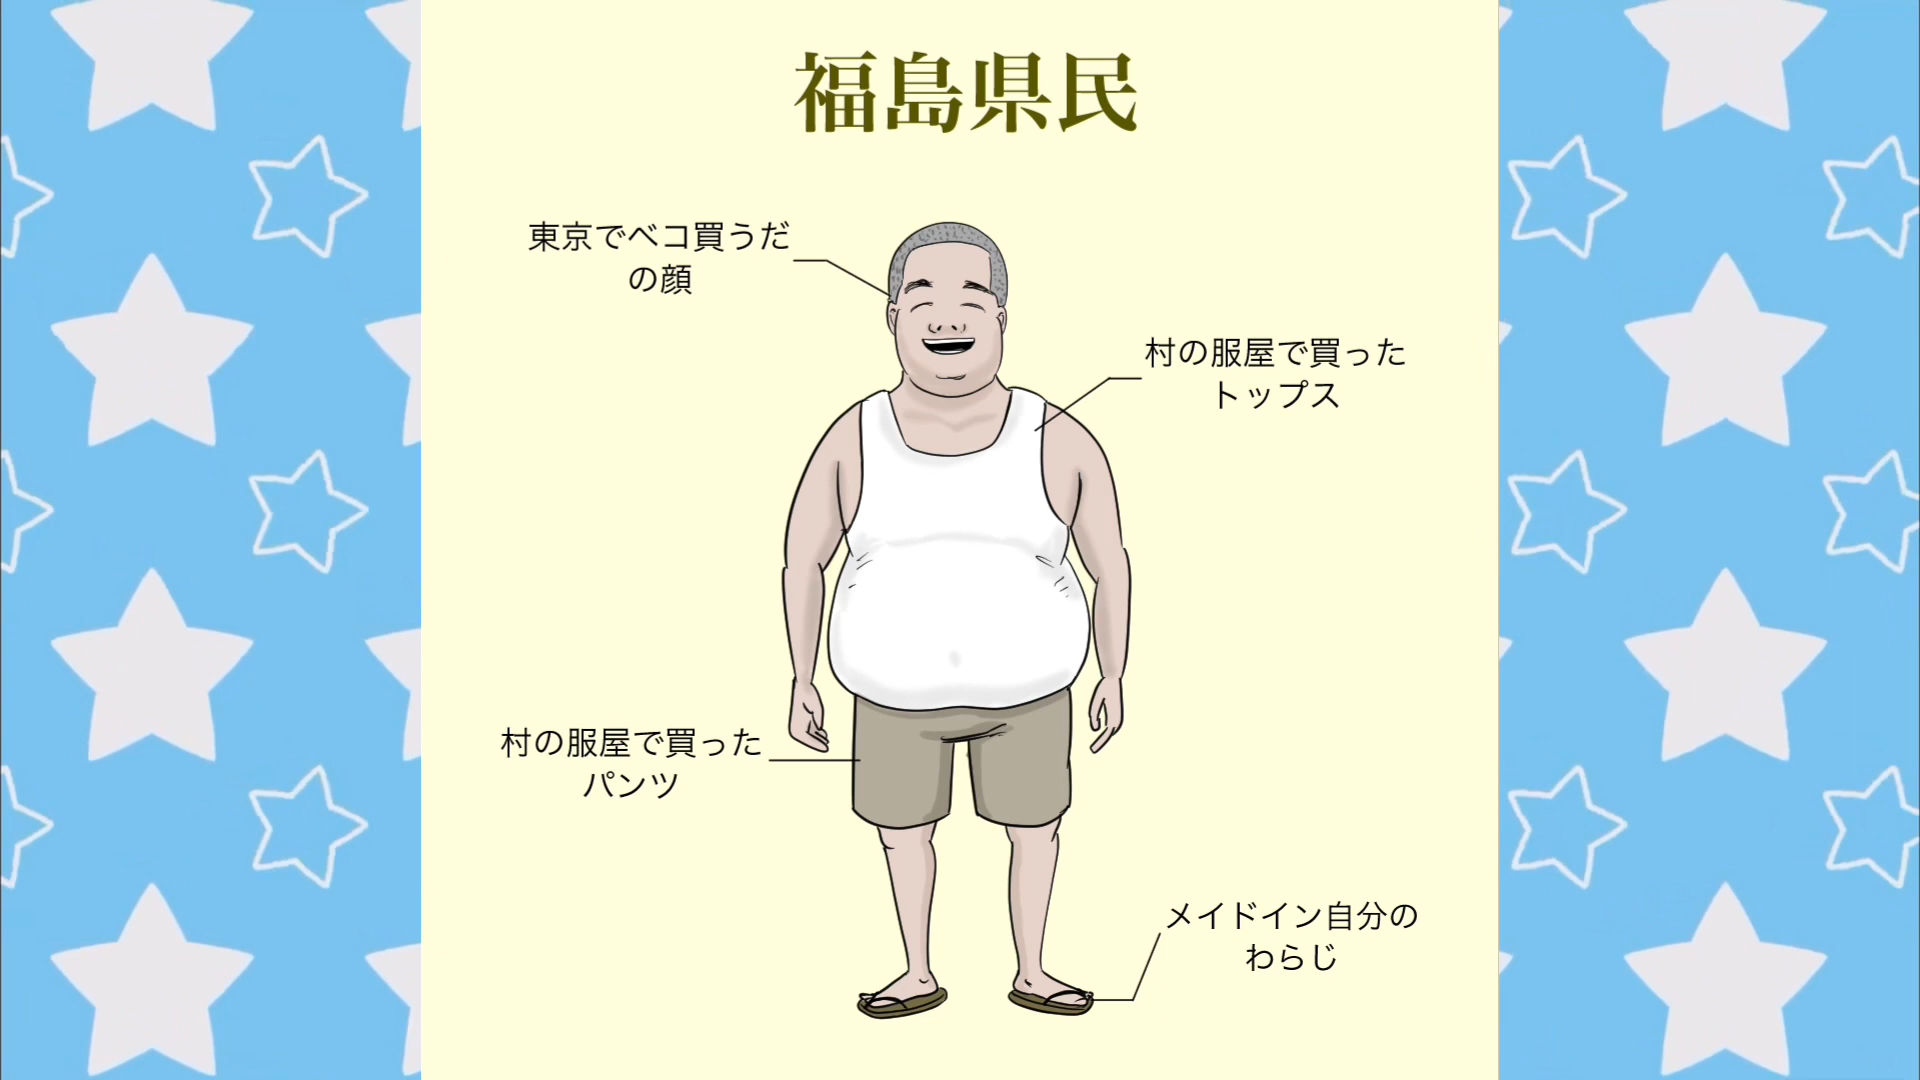 福島県民
東京でベコ買うだ
の顔
村の服屋で買った
トップス
村の服屋で買った
パンツ
メイドイン自分の
わらじ